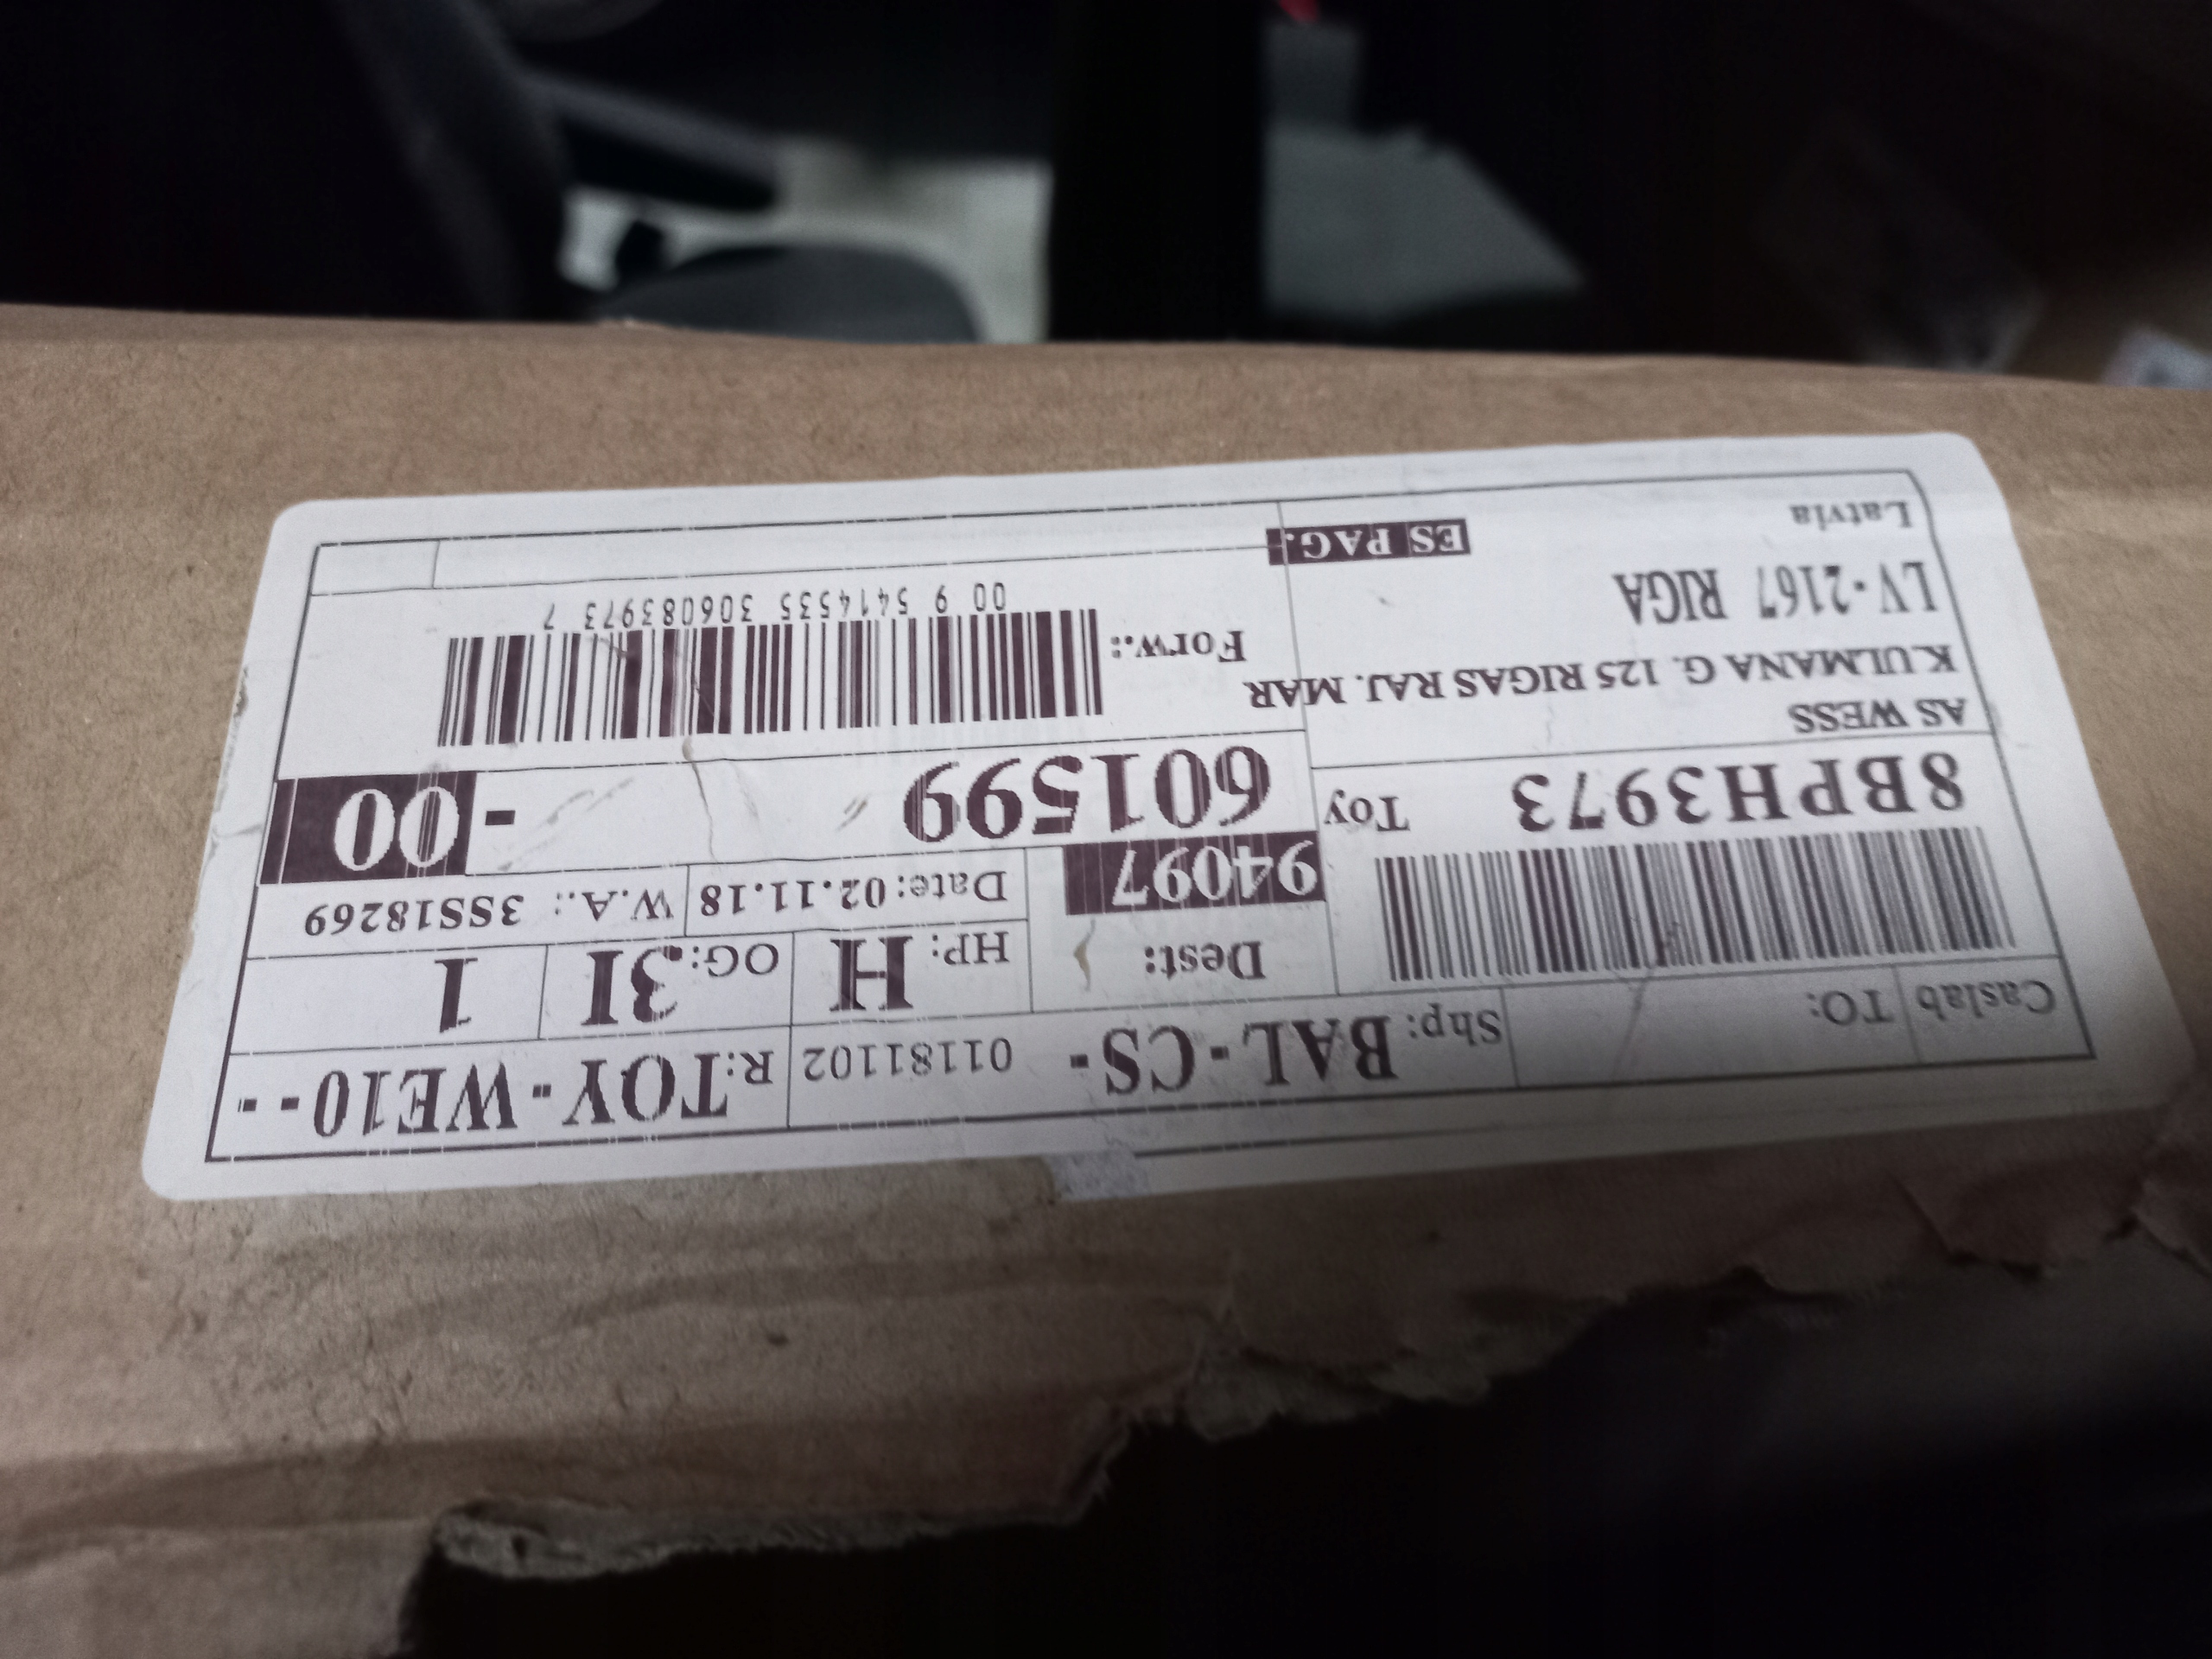 Caslab TO: Shp: BAL-CS- 01181102 R: TOY-WE10--
Dest: 94097 HP: H OG: 3I 1
Date: 02.11.18 W.A.: 3SS18269
8BPH3973 Toy 601599 - 00
AS WESS
K.ULMANA G. 125 RIGAS RAJ. MAR
LV-2167 RIGA
Latvia
ES PAG.
Forw.:
00 9 5414535 306083973 7